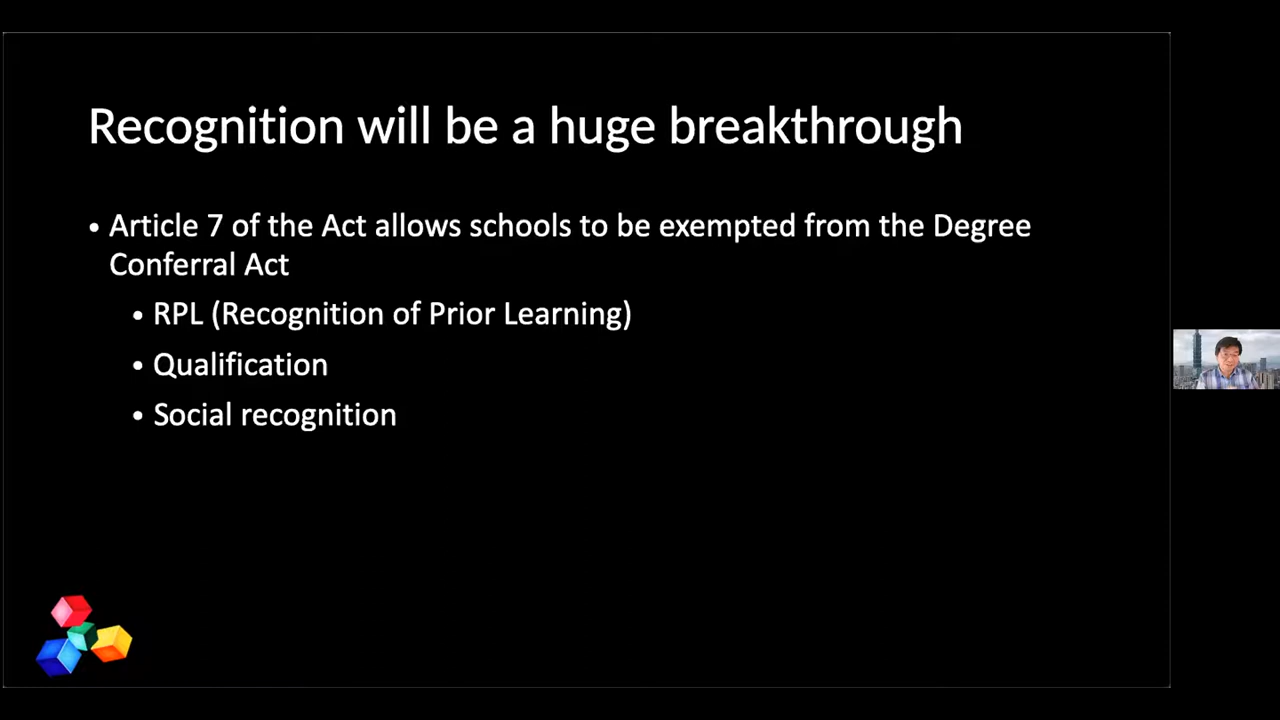 Recognition will be a huge breakthrough
• Article 7 of the Act allows schools to be exempted from the Degree
Conferral Act
• RPL (Recognition of Prior Learning)
• Qualification
• Social recognition